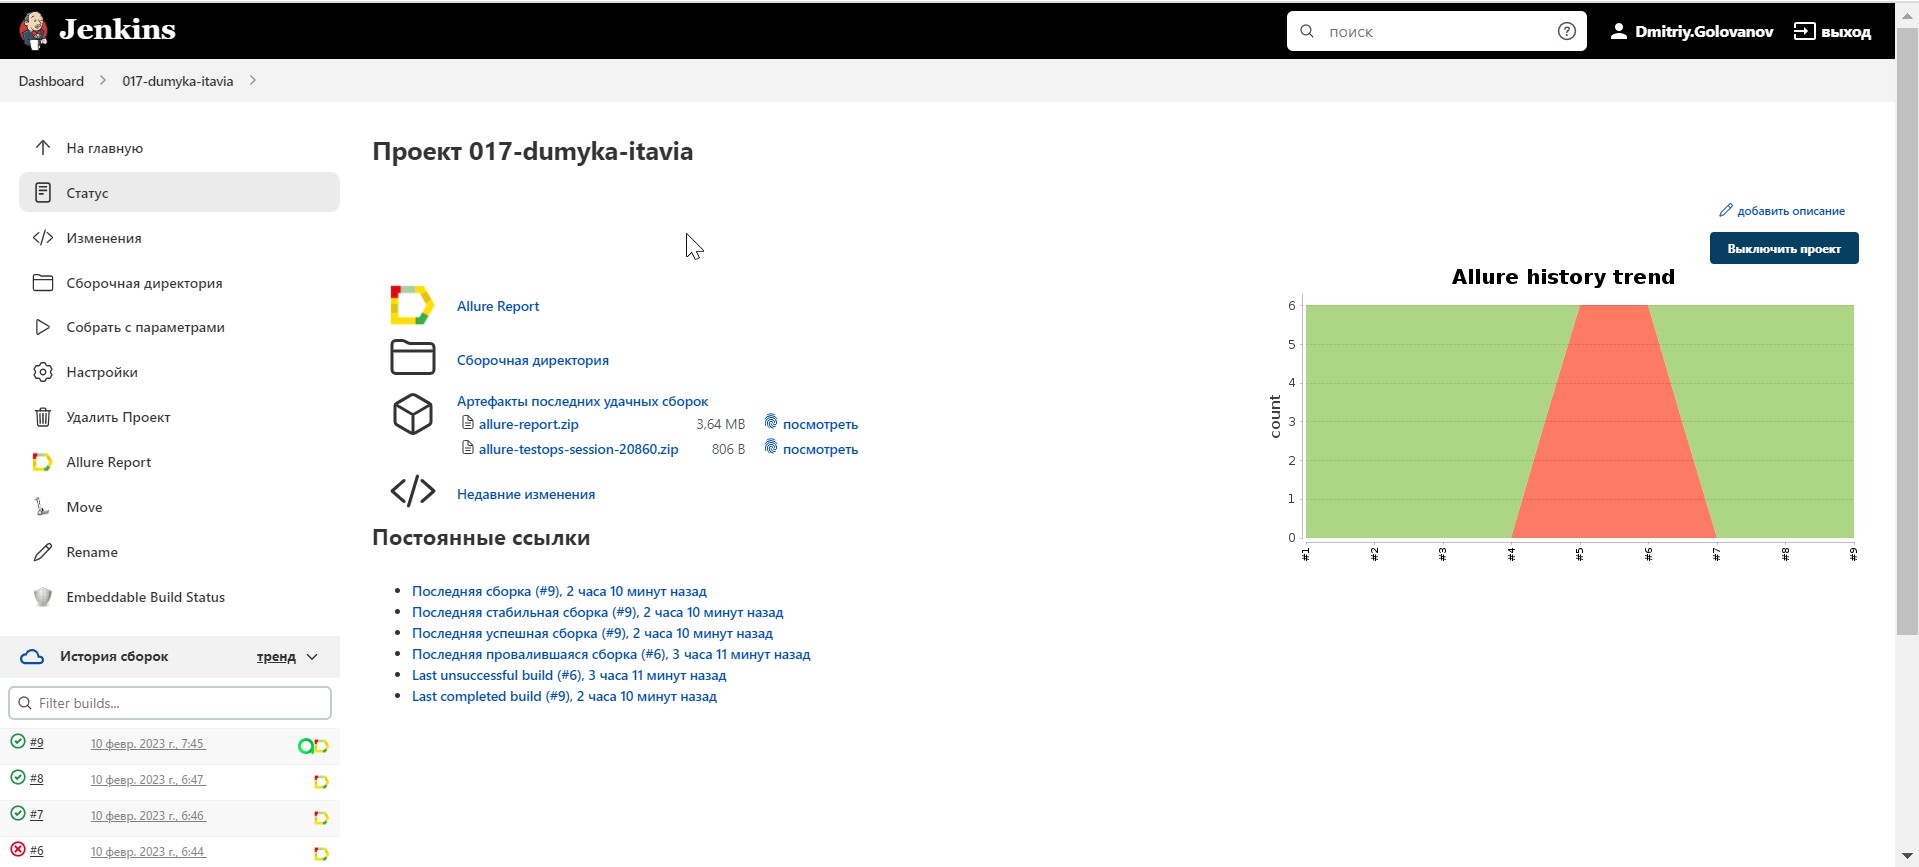 Jenkins
поиск
Dmitriy.Golovanov
выход
Dashboard
017-dumyka-itavia
На главную
Статус
Изменения
Сборочная директория
Собрать с параметрами
Настройки
Удалить Проект
Allure Report
Move
Rename
Embeddable Build Status
История сборок
тренд
Filter builds...
#9 10 февр. 2023 г., 7:45
#8 10 февр. 2023 г., 6:47
#7 10 февр. 2023 г., 6:46
#6 10 февр. 2023 г., 6:44
Проект 017-dumyka-itavia
добавить описание
Выключить проект
Allure Report
Сборочная директория
Артефакты последних удачных сборок
allure-report.zip 3,64 MB посмотреть
allure-testops-session-20860.zip 806 B посмотреть
Недавние изменения
Постоянные ссылки
Последняя сборка (#9), 2 часа 10 минут назад
Последняя стабильная сборка (#9), 2 часа 10 минут назад
Последняя успешная сборка (#9), 2 часа 10 минут назад
Последняя провалившаяся сборка (#6), 3 часа 11 минут назад
Last unsuccessful build (#6), 3 часа 11 минут назад
Last completed build (#9), 2 часа 10 минут назад
Allure history trend
count
6
5
4
3
2
1
0
#1 #2 #3 #4 #5 #6 #7 #8 #9